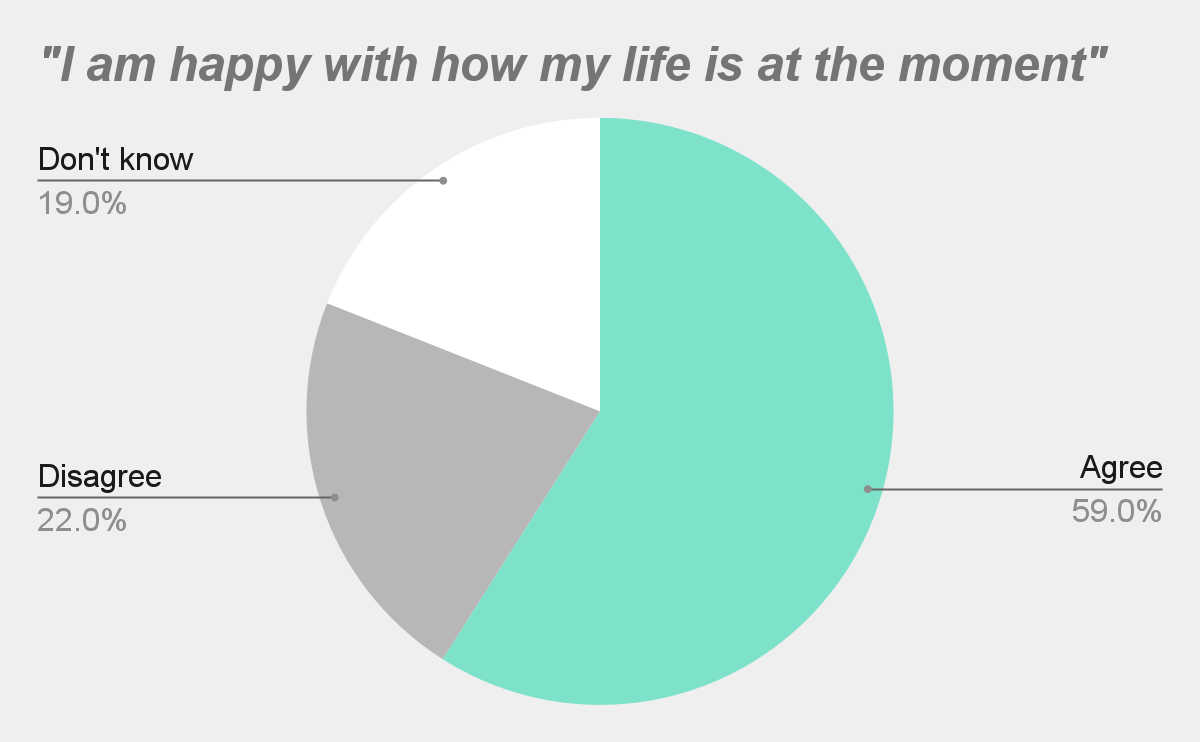 "I am happy with how my life is at the moment"
Don't know
19.0%
Disagree
22.0%
Agree
59.0%